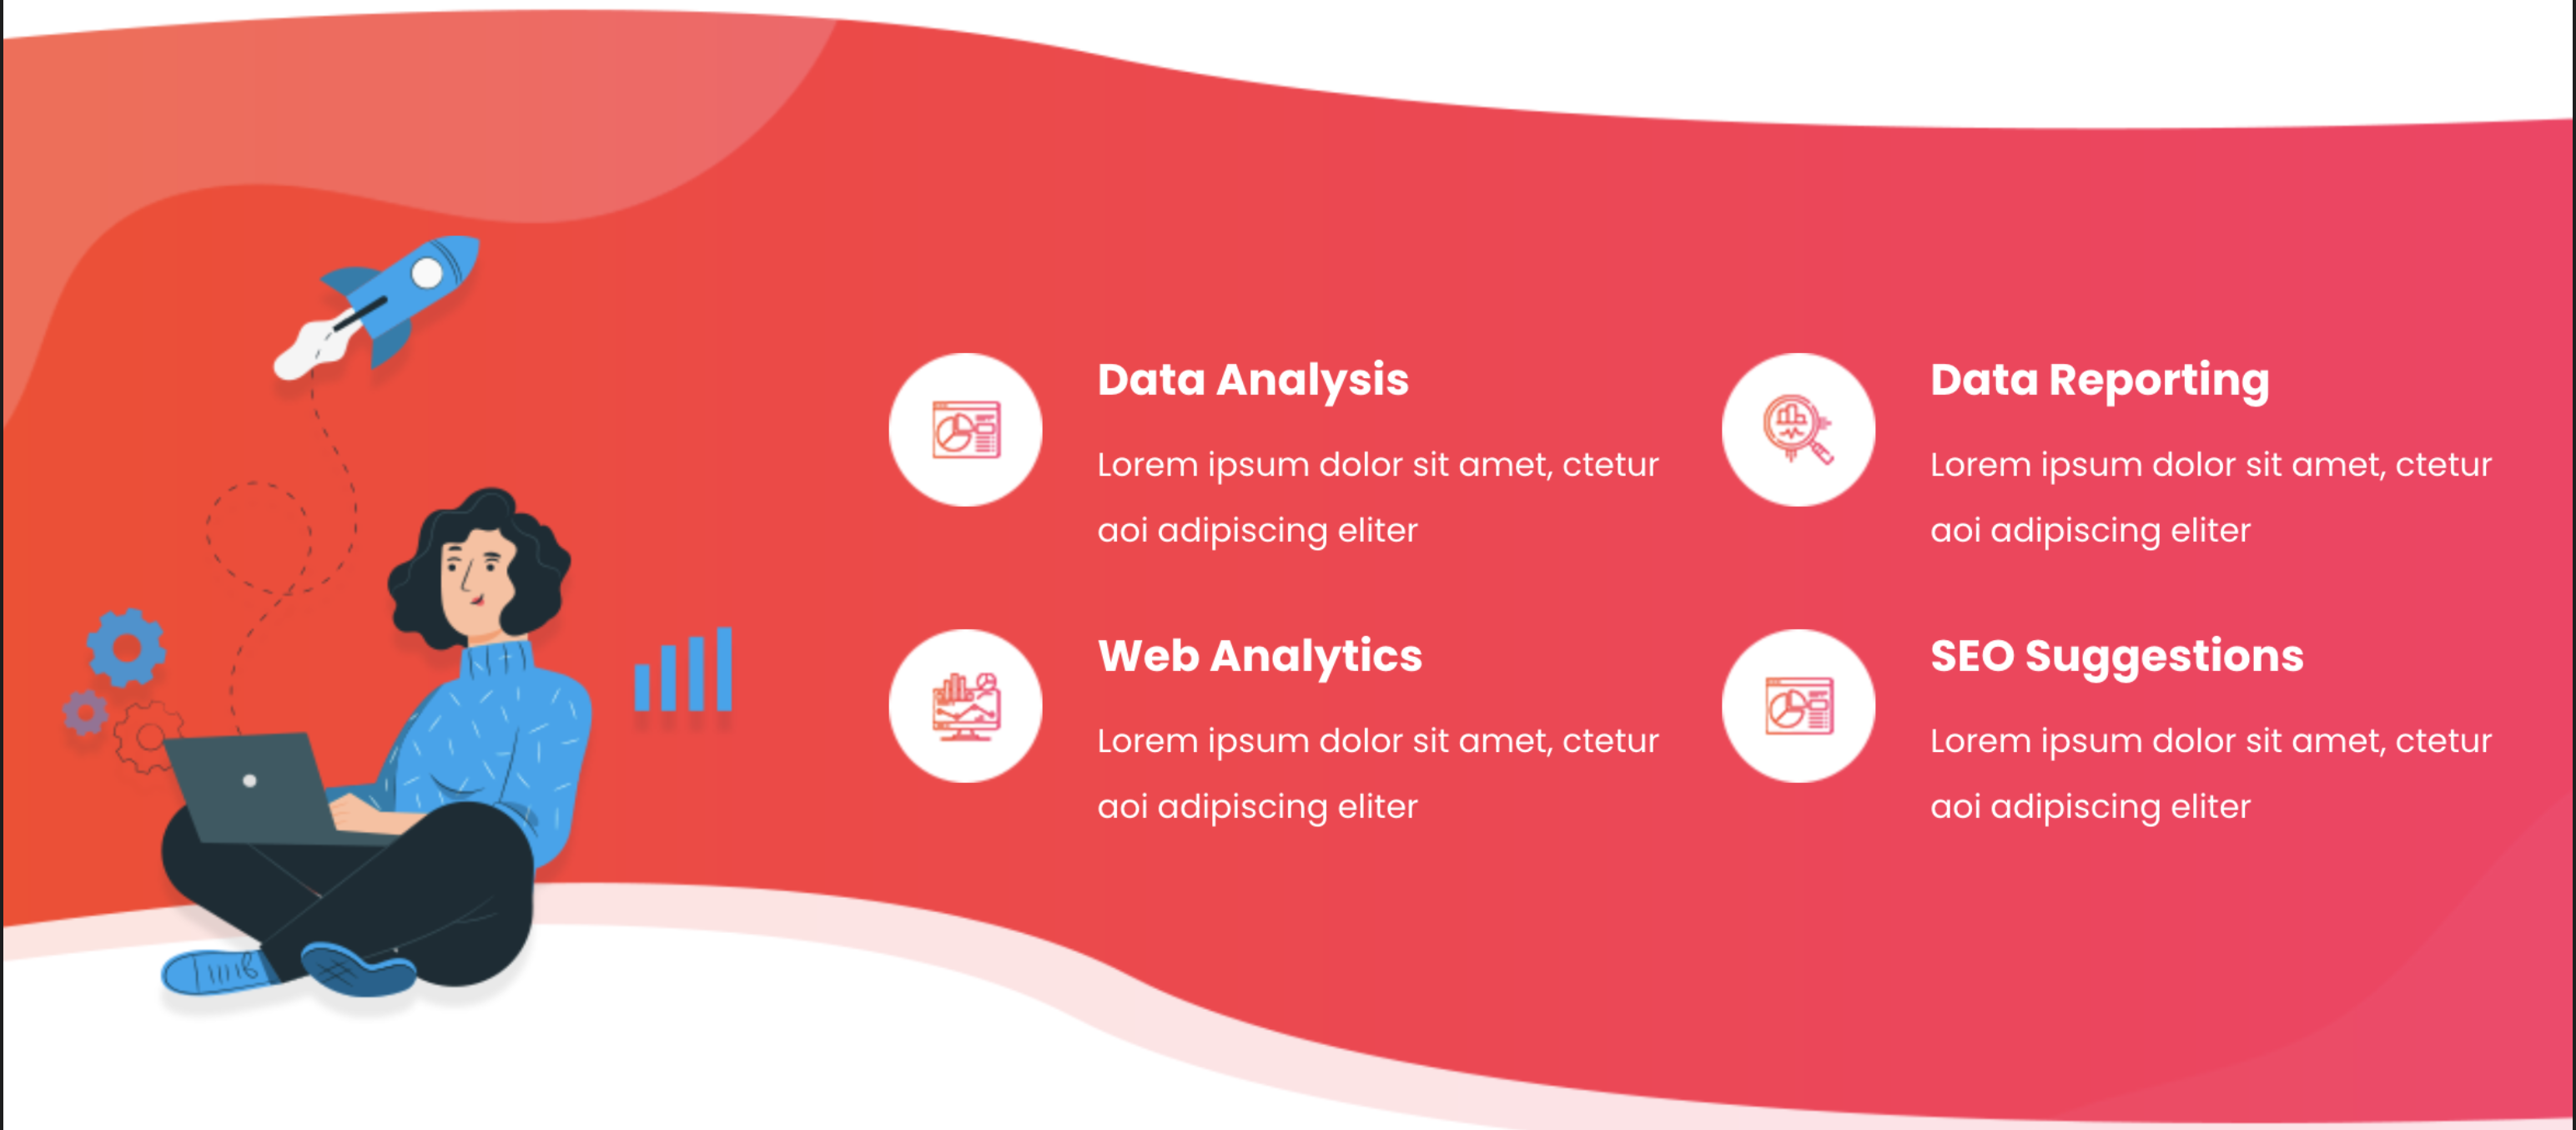 Data Analysis
Lorem ipsum dolor sit amet, ctetur
aoi adipiscing eliter
Data Reporting
Lorem ipsum dolor sit amet, ctetur
aoi adipiscing eliter
Web Analytics
Lorem ipsum dolor sit amet, ctetur
aoi adipiscing eliter
SEO Suggestions
Lorem ipsum dolor sit amet, ctetur
aoi adipiscing eliter